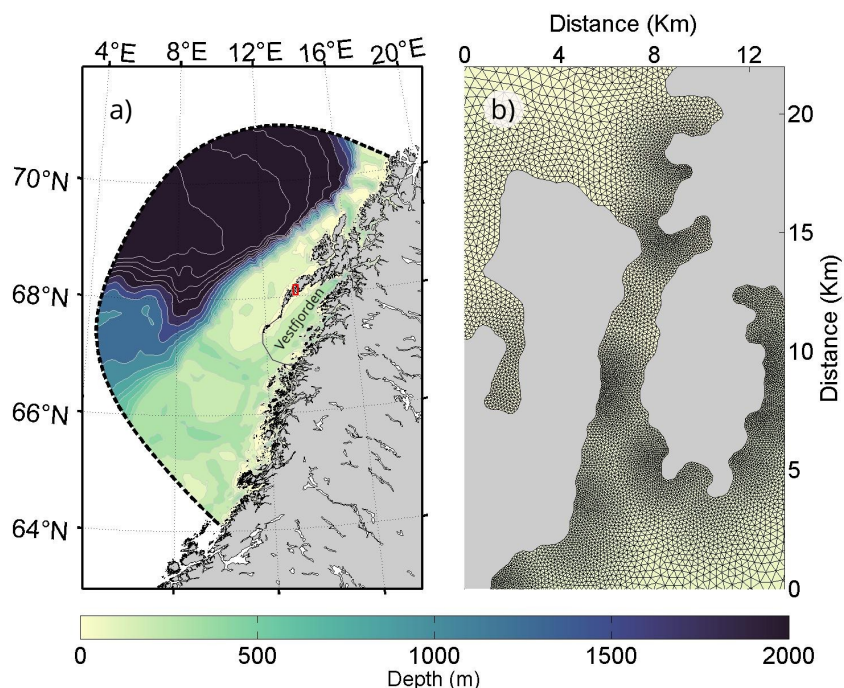 Distance (Km)
4°E 8°E 12°E 16°E 20°E
0 4 8 12
a)
b)
20
70°N
15
68°N
Vestfjorden
Distance (Km)
10
66°N
5
64°N
0
0 500 1000 1500 2000
Depth (m)